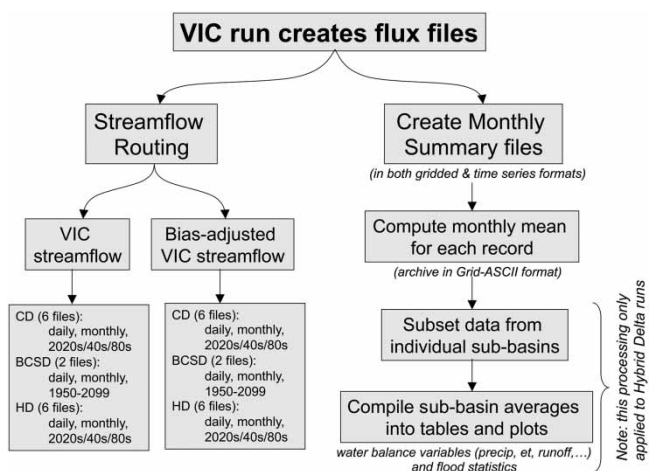 VIC run creates flux files
Streamflow
Routing
Create Monthly
Summary files
(in both gridded & time series formats)
VIC
streamflow
Bias-adjusted
VIC streamflow
Compute monthly mean
for each record
(archive in Grid-ASCII format)
CD (6 files):
daily, monthly,
2020s/40s/80s
BCSD (2 files):
daily, monthly,
1950-2099
HD (6 files):
daily, monthly,
2020s/40s/80s
CD (6 files):
daily, monthly,
2020s/40s/80s
BCSD (2 files):
daily, monthly,
1950-2099
HD (6 files):
daily, monthly,
2020s/40s/80s
Subset data from
individual sub-basins
Compile sub-basin averages
into tables and plots
water balance variables (precip, et, runoff,...)
and flood statistics
Note: this processing only
applied to Hybrid Delta runs